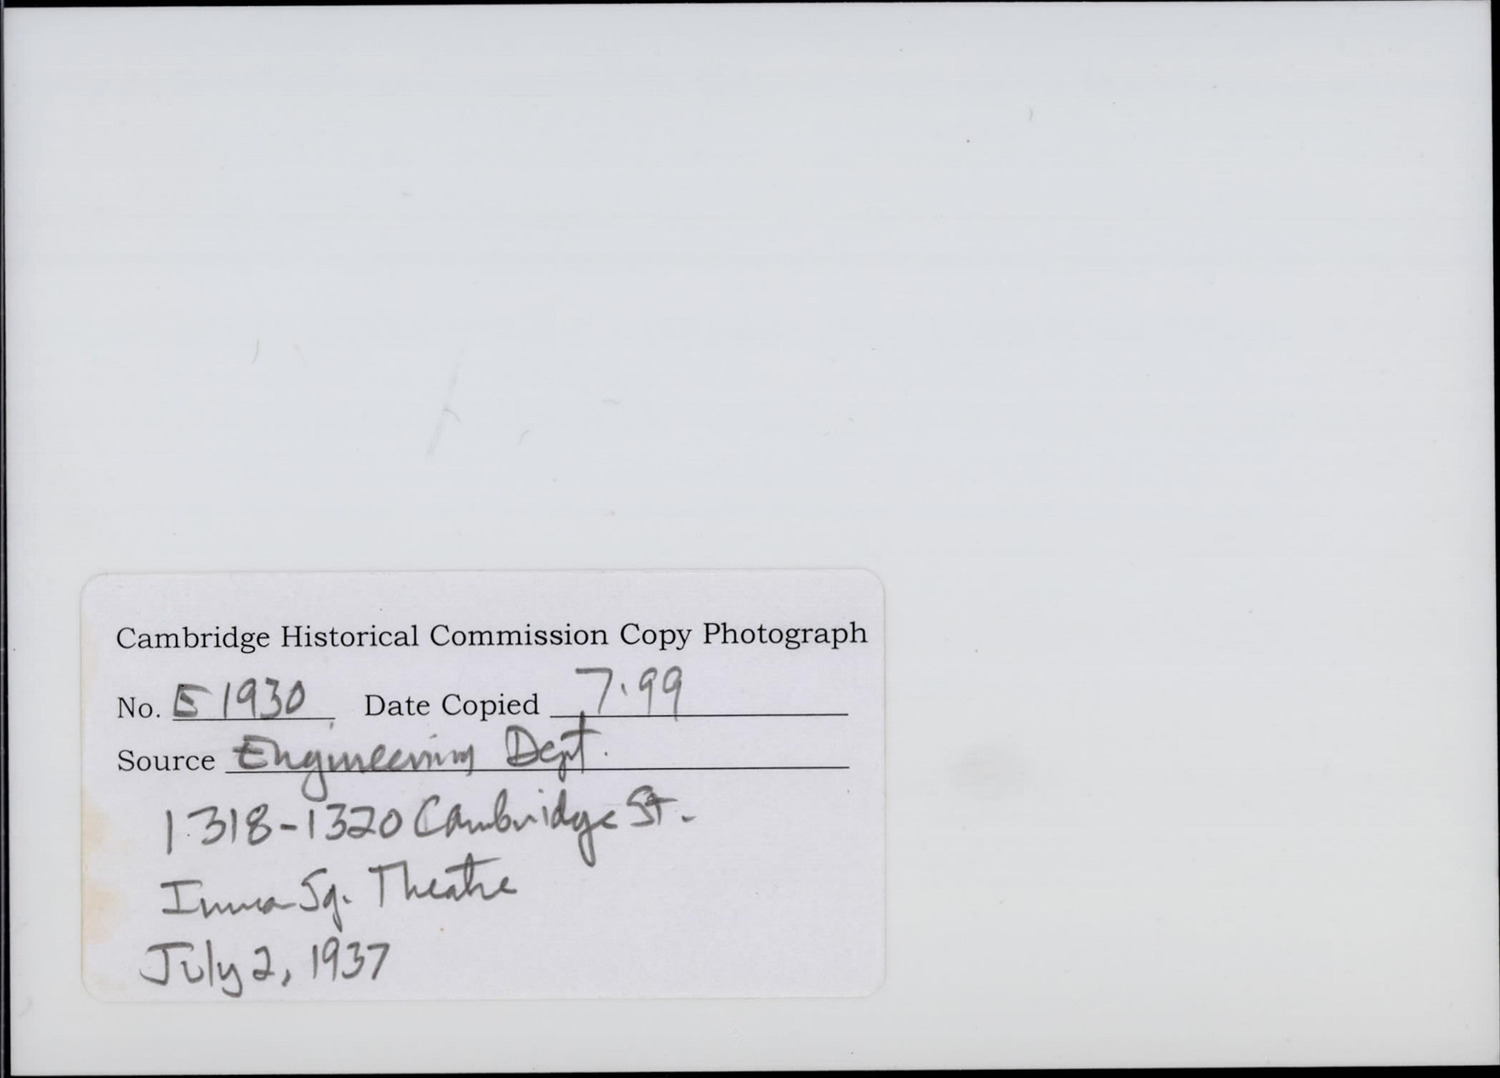 Cambridge Historical Commission Copy Photograph
No. E1930 Date Copied 7.99
Source Engineering Dept.
1318-1320 Cambridge St.
Inman Sq. Theatre
July 2, 1937